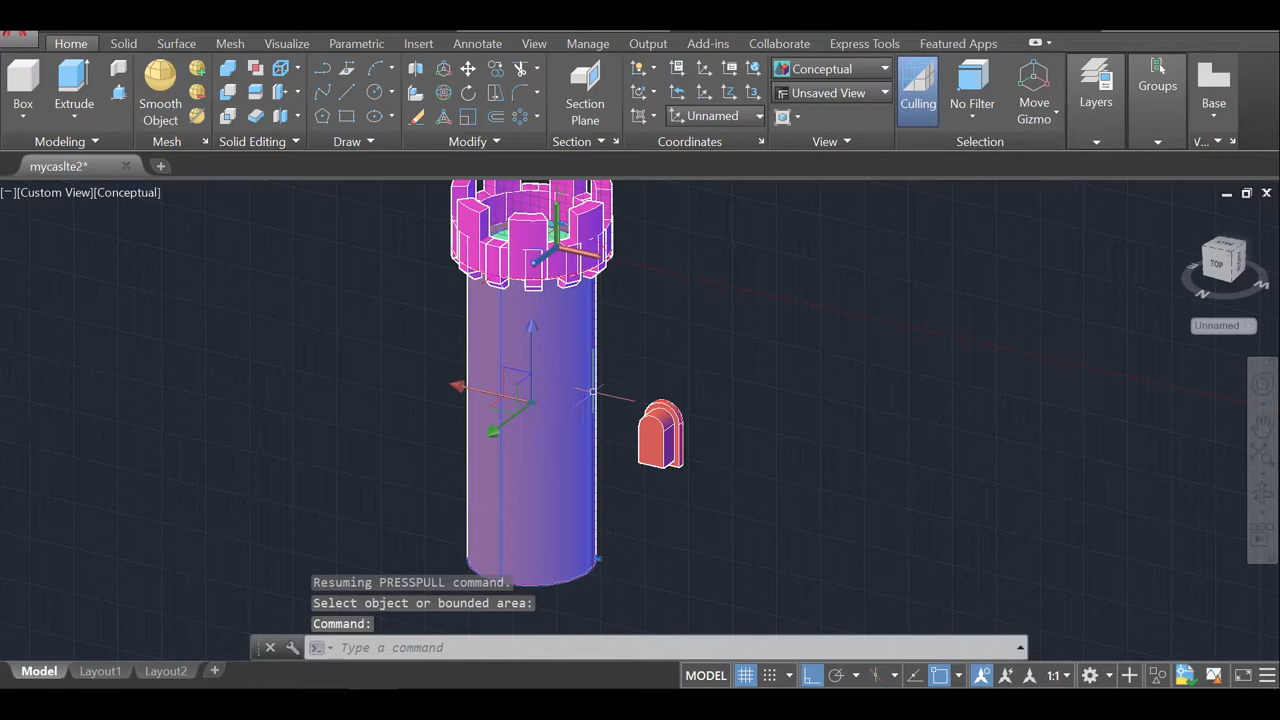 Home Solid Surface Mesh Visualize Parametric Insert Annotate View Manage Output Add-ins Collaborate Express Tools Featured Apps
Box Extrude Smooth Object Section Plane Conceptual Unsaved View Unnamed Culling No Filter Move Gizmo Layers Groups Base
Modeling Mesh Solid Editing Draw Modify Section Coordinates View Selection V...
mycaslte2*
[−][Custom View][Conceptual]
TOP
Unnamed
Resuming PRESSPULL command.
Select object or bounded area:
Command:
Type a command
Model Layout1 Layout2 + MODEL 1:1